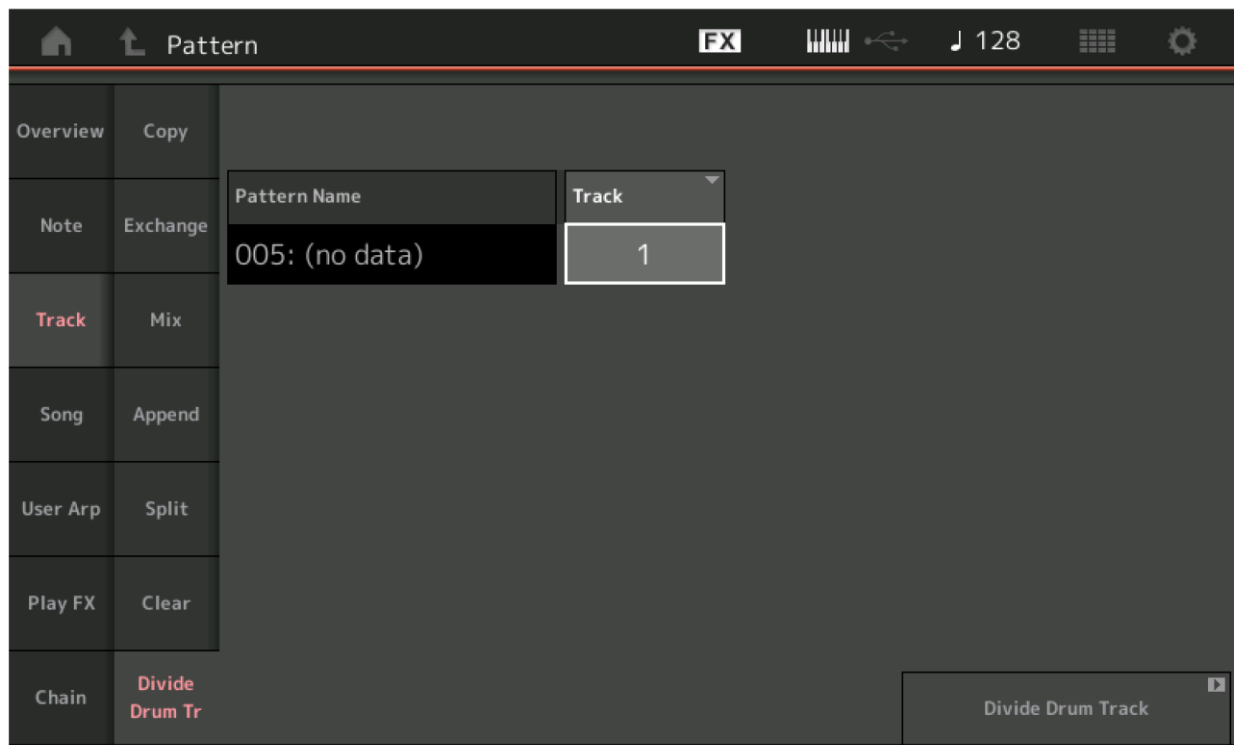 Pattern
FX
♩ 128
Overview
Copy
Pattern Name
Track
Note
Exchange
005: (no data)
1
Track
Mix
Song
Append
User Arp
Split
Play FX
Clear
Chain
Divide
Drum Tr
Divide Drum Track